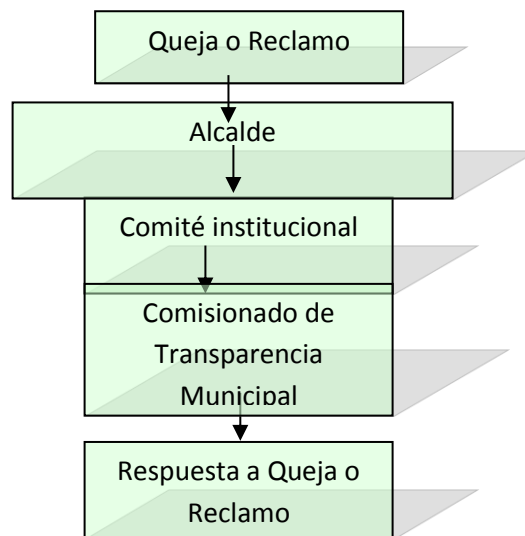 Queja o Reclamo
Alcalde
Comité institucional
Comisionado de
Transparencia
Municipal
Respuesta a Queja o
Reclamo